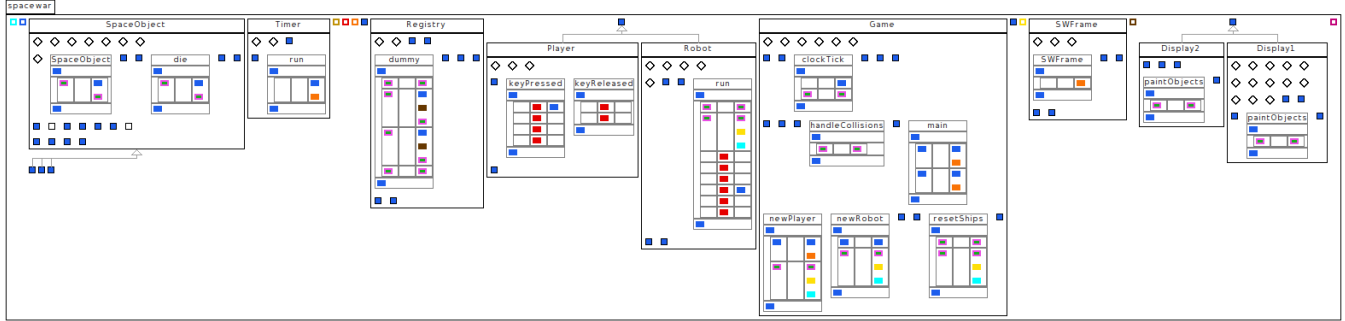 spacewar
SpaceObject
Timer
Registry
Game
SWFrame
Player
Robot
Display2
Display1
SpaceObject
die
run
dummy
clockTick
SWFrame
keyPressed
keyReleased
run
paintObjects
paintObjects
handleCollisions
main
newPlayer
newRobot
resetShips